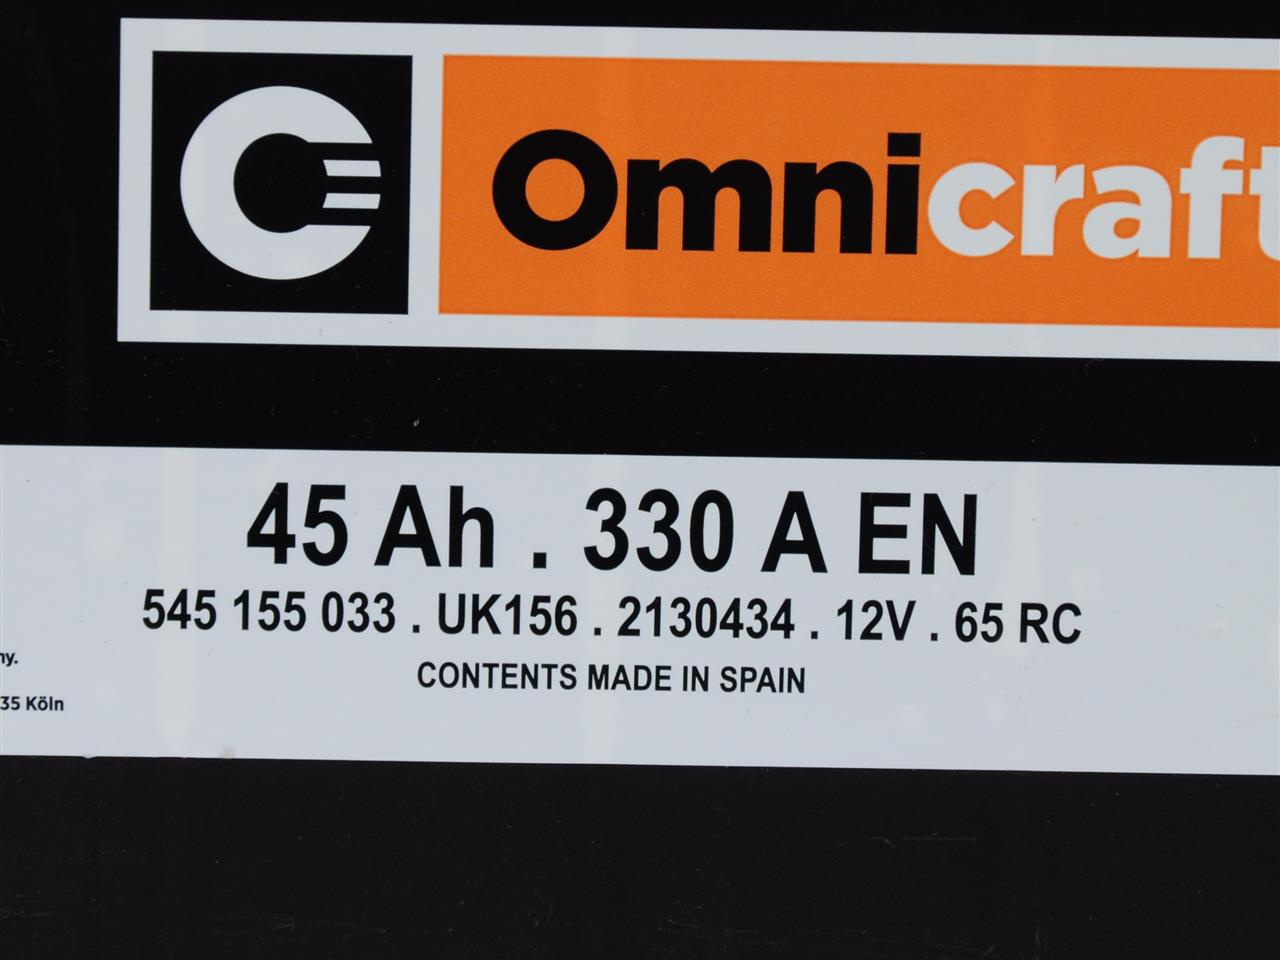 Omnicraft
45 Ah . 330 A EN
545 155 033 . UK156 . 2130434 . 12V . 65 RC
CONTENTS MADE IN SPAIN
ny.
35 Köln